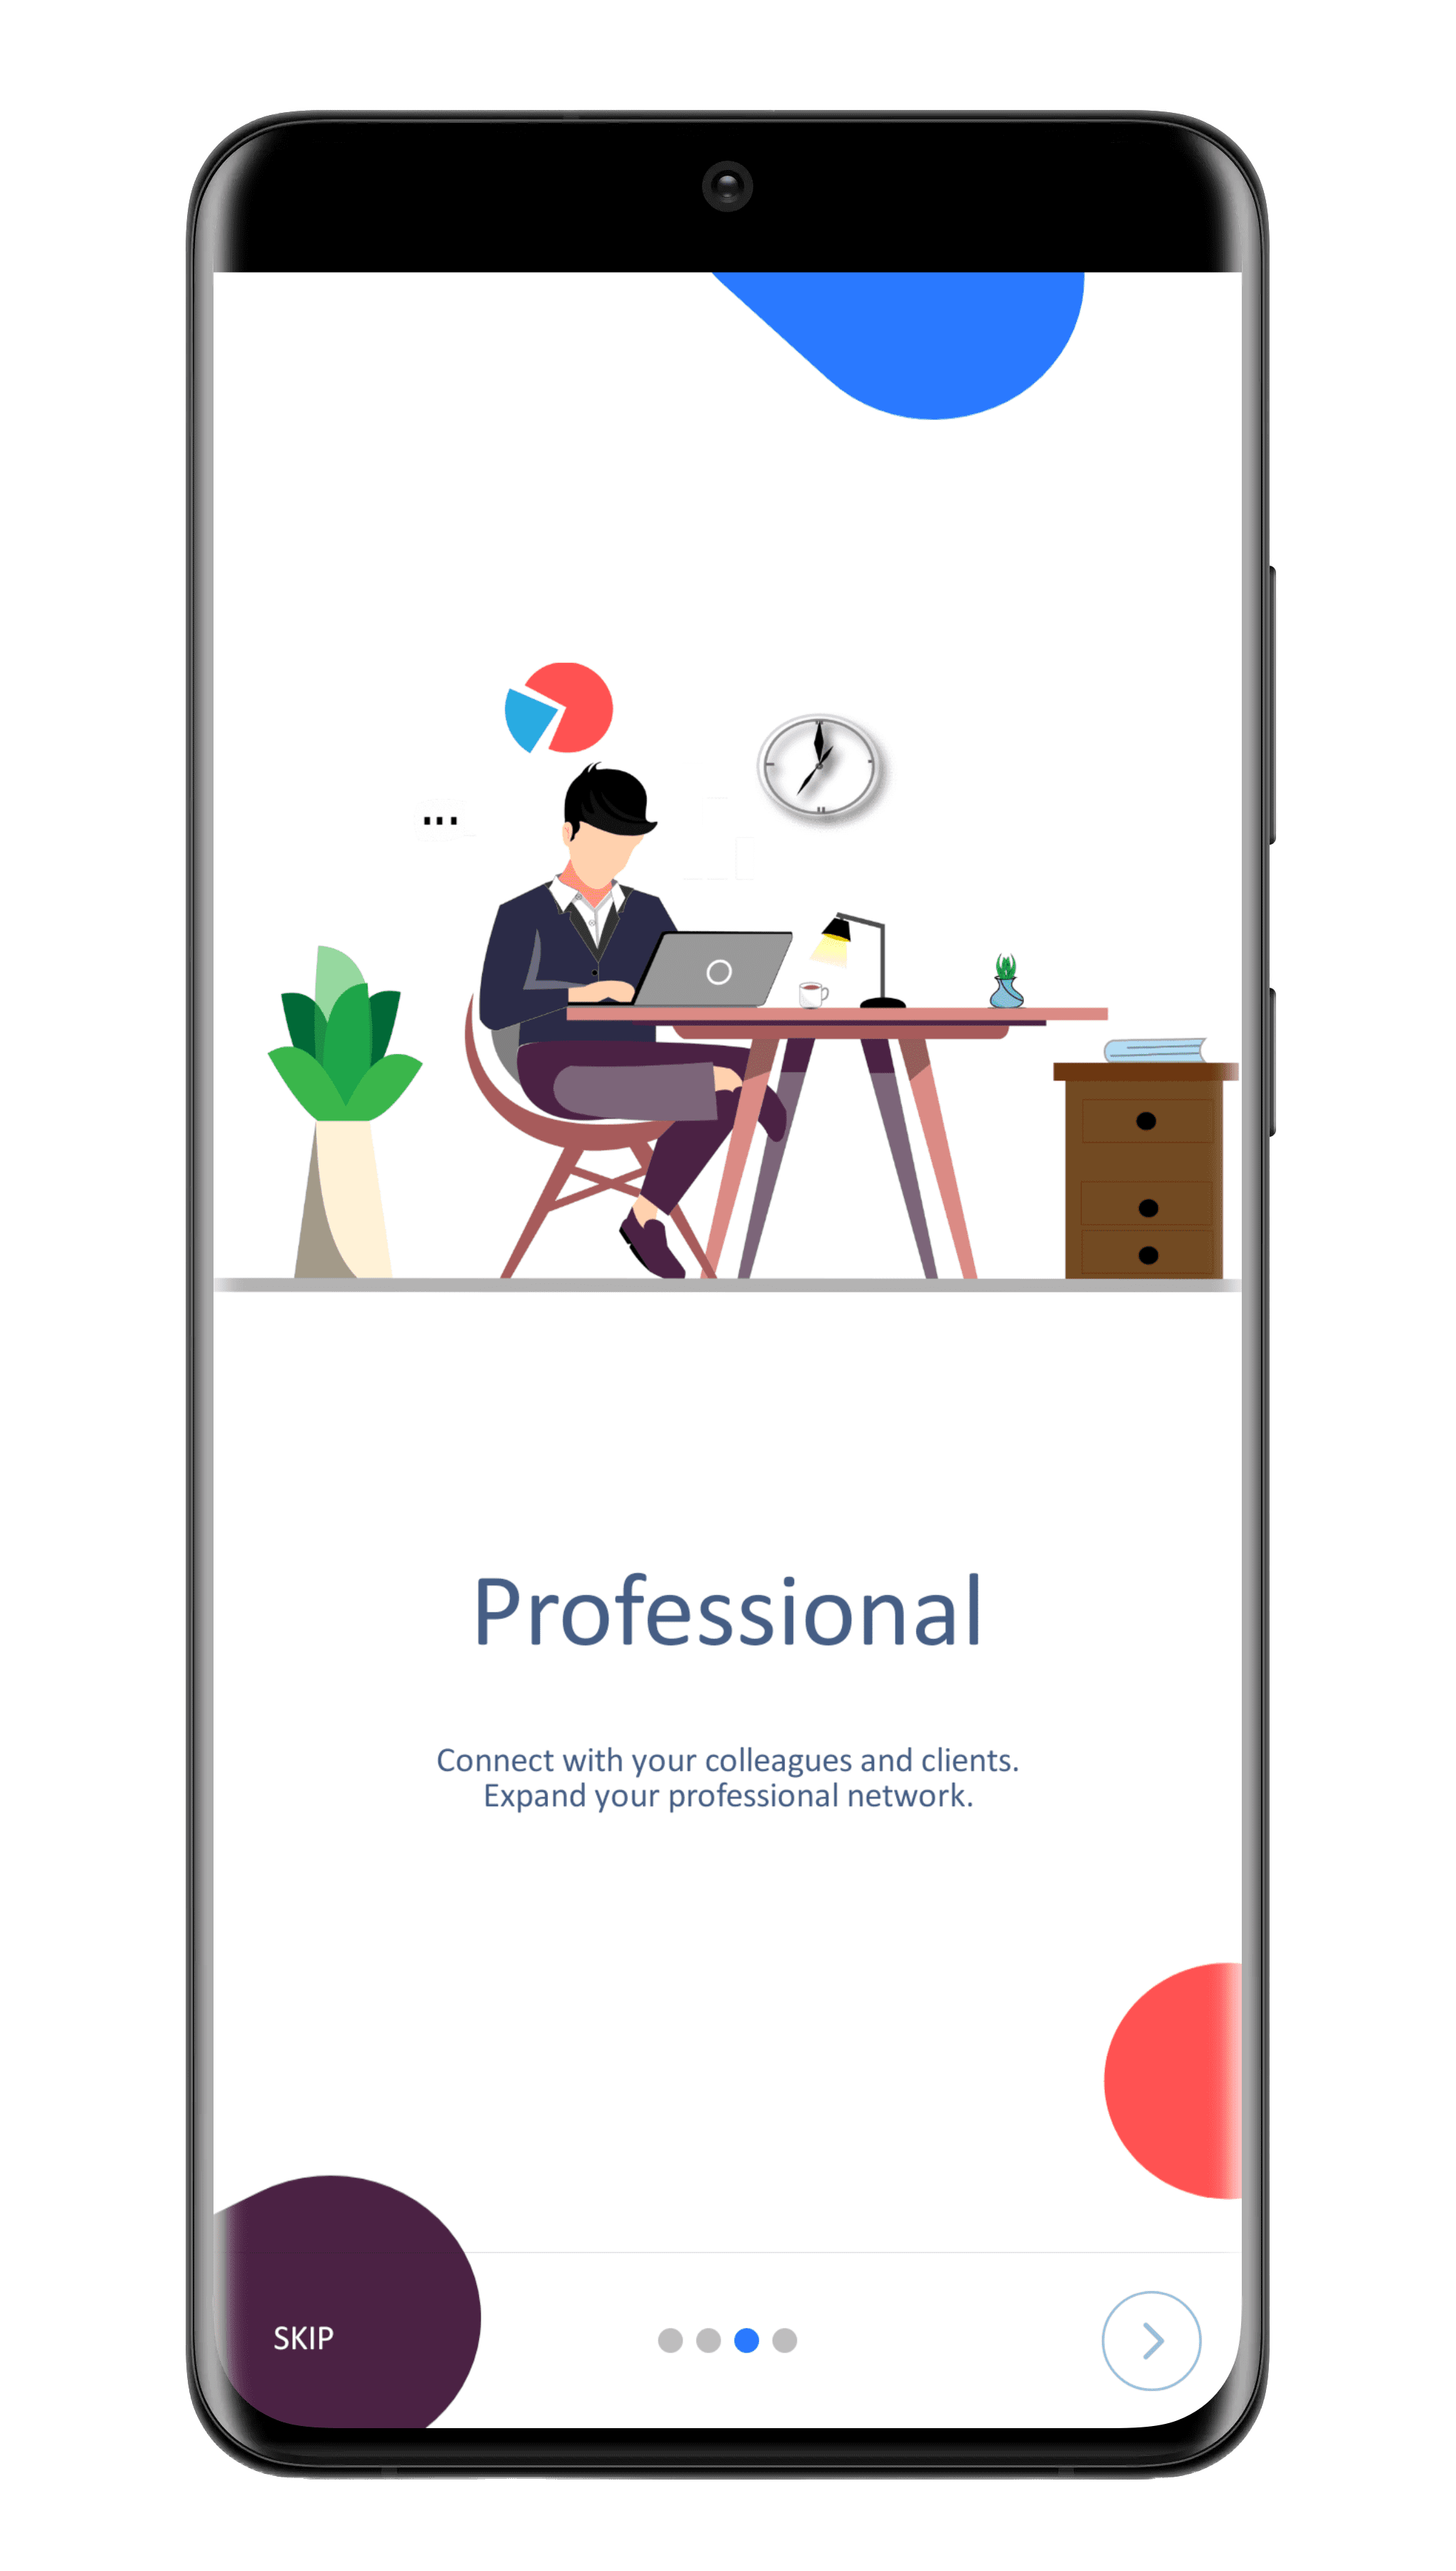 Professional
Connect with your colleagues and clients.
Expand your professional network.
SKIP